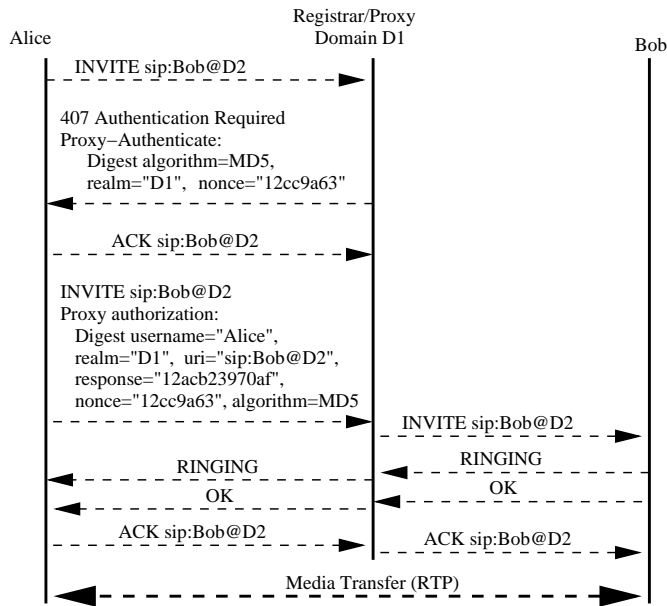 Registrar/Proxy
Alice
Domain D1
Bob
INVITE sip:Bob@D2
407 Authentication Required
Proxy−Authenticate:
Digest algorithm=MD5,
realm="D1", nonce="12cc9a63"
ACK sip:Bob@D2
INVITE sip:Bob@D2
Proxy authorization:
Digest username="Alice",
realm="D1", uri="sip:Bob@D2",
response="12acb23970af",
nonce="12cc9a63", algorithm=MD5
INVITE sip:Bob@D2
RINGING
RINGING
OK
OK
ACK sip:Bob@D2
ACK sip:Bob@D2
Media Transfer (RTP)